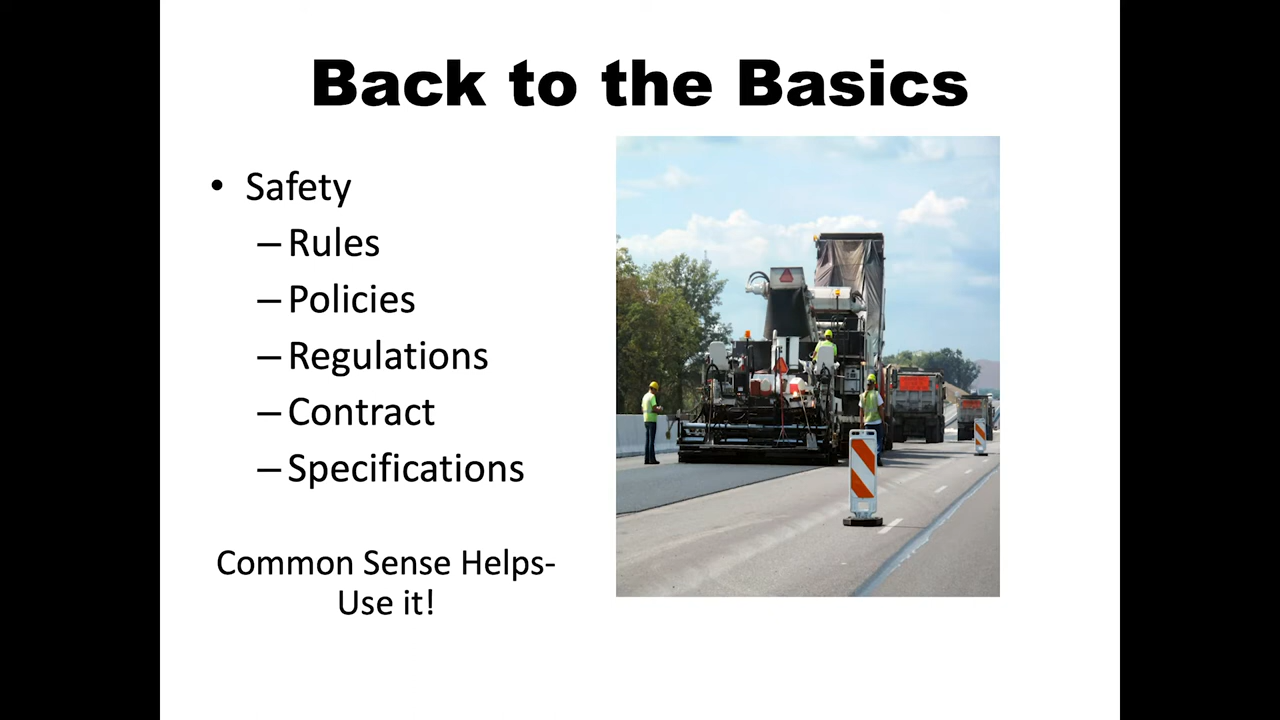 Back to the Basics
• Safety
– Rules
– Policies
– Regulations
– Contract
– Specifications
Common Sense Helps-
Use it!